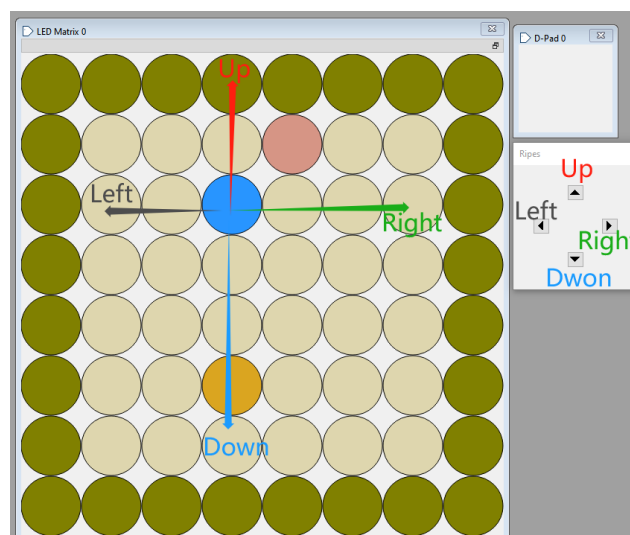 LED Matrix 0
D-Pad 0
Up
Left
Right
Down
Ripes
Up
Left
Righ
Dwon